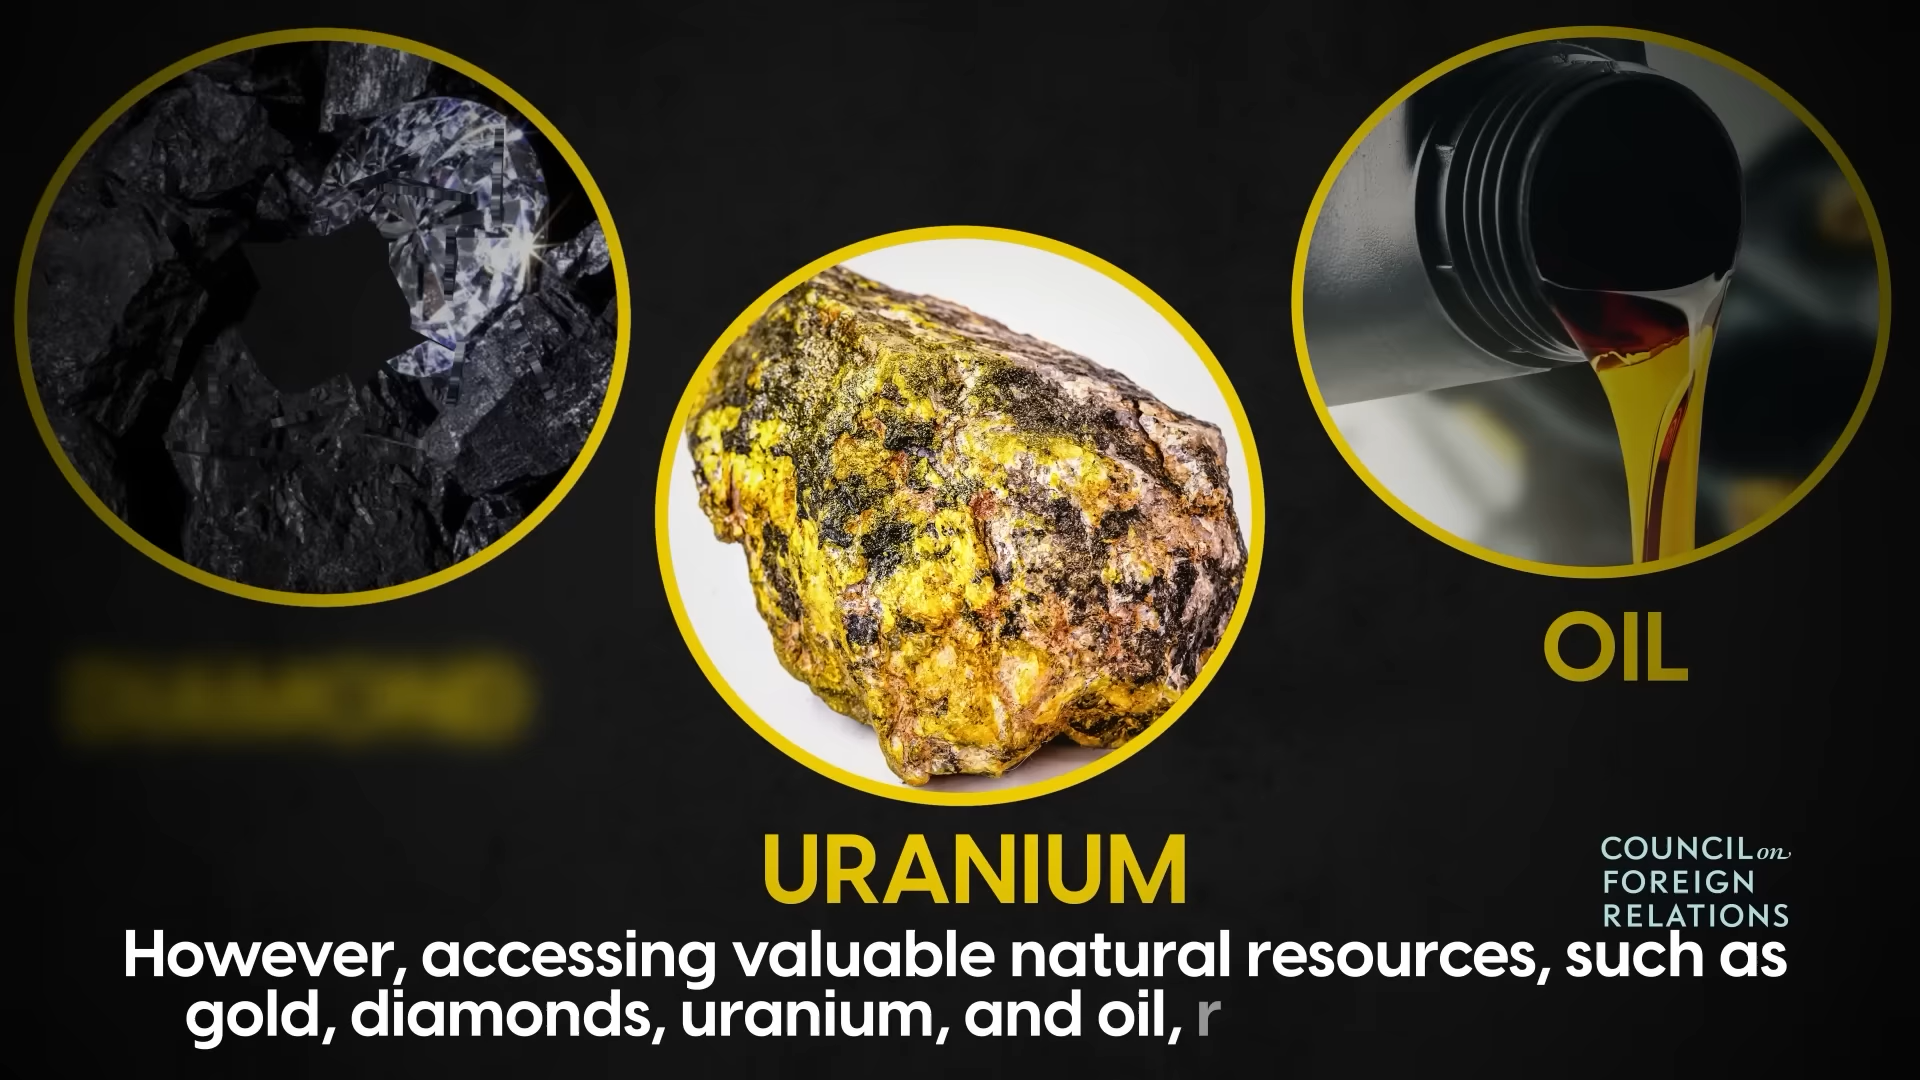 OIL
URANIUM
COUNCIL on
FOREIGN
RELATIONS
However, accessing valuable natural resources, such as
gold, diamonds, uranium, and oil, r